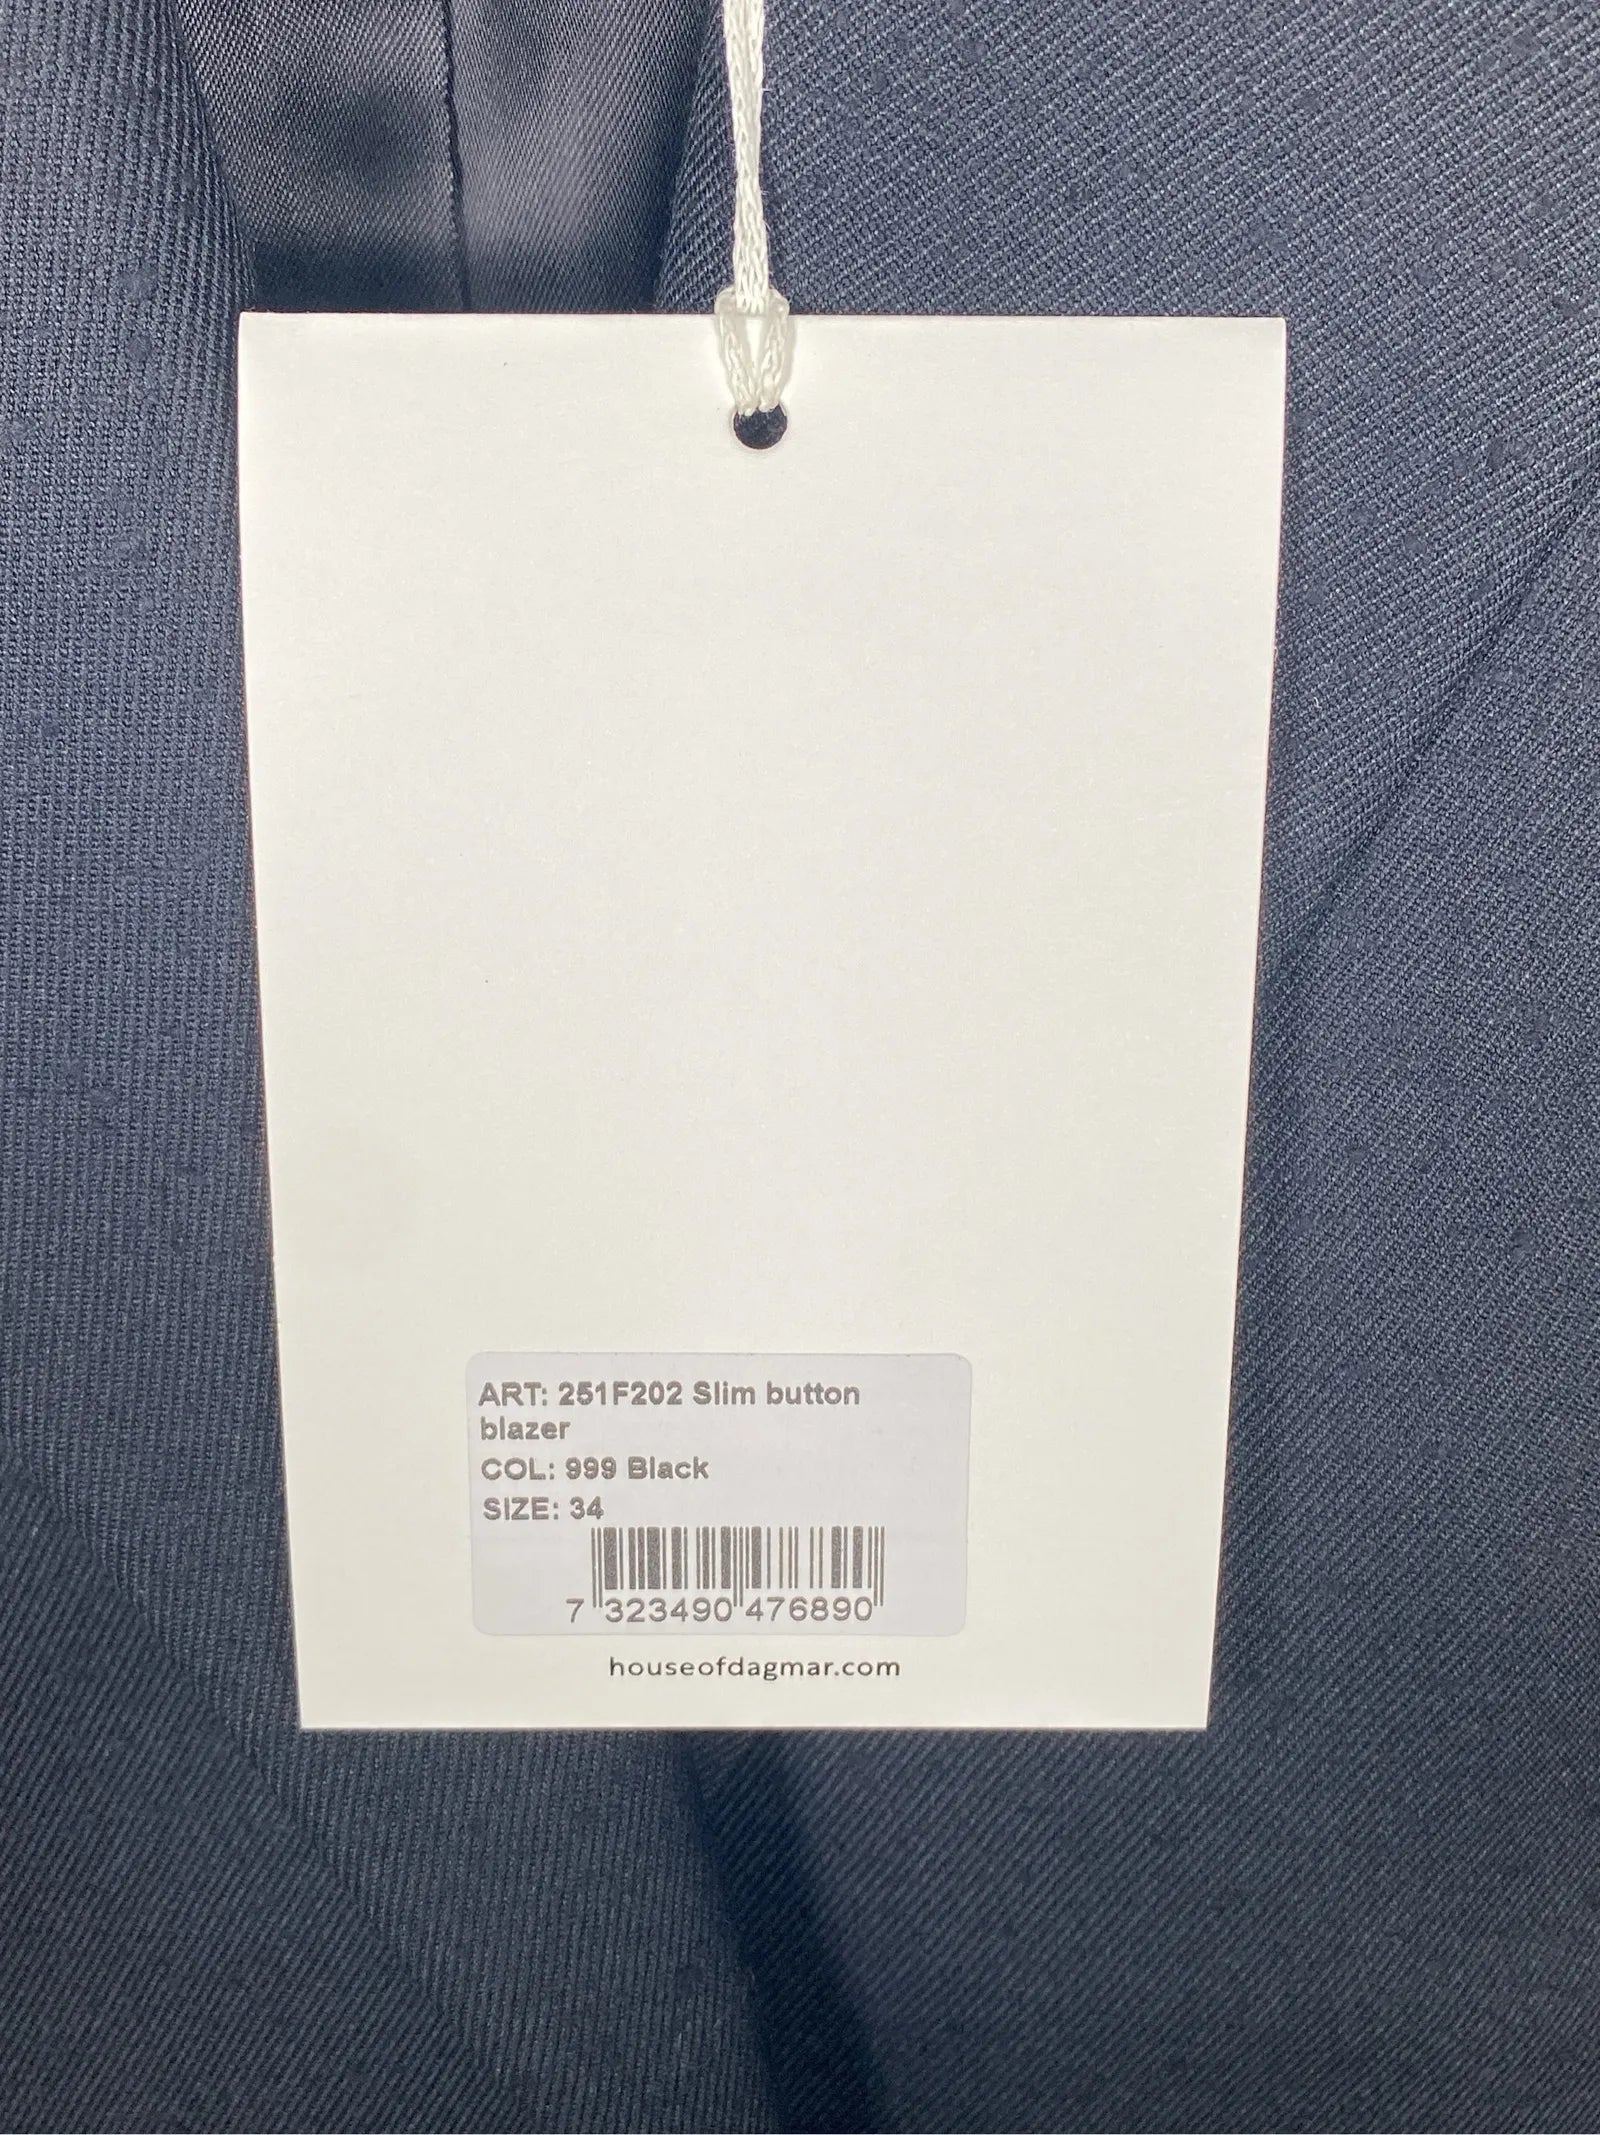 ART: 251F202 Slim button
blazer
COL: 999 Black
SIZE: 34
7 323490 476890
houseofdagmar.com